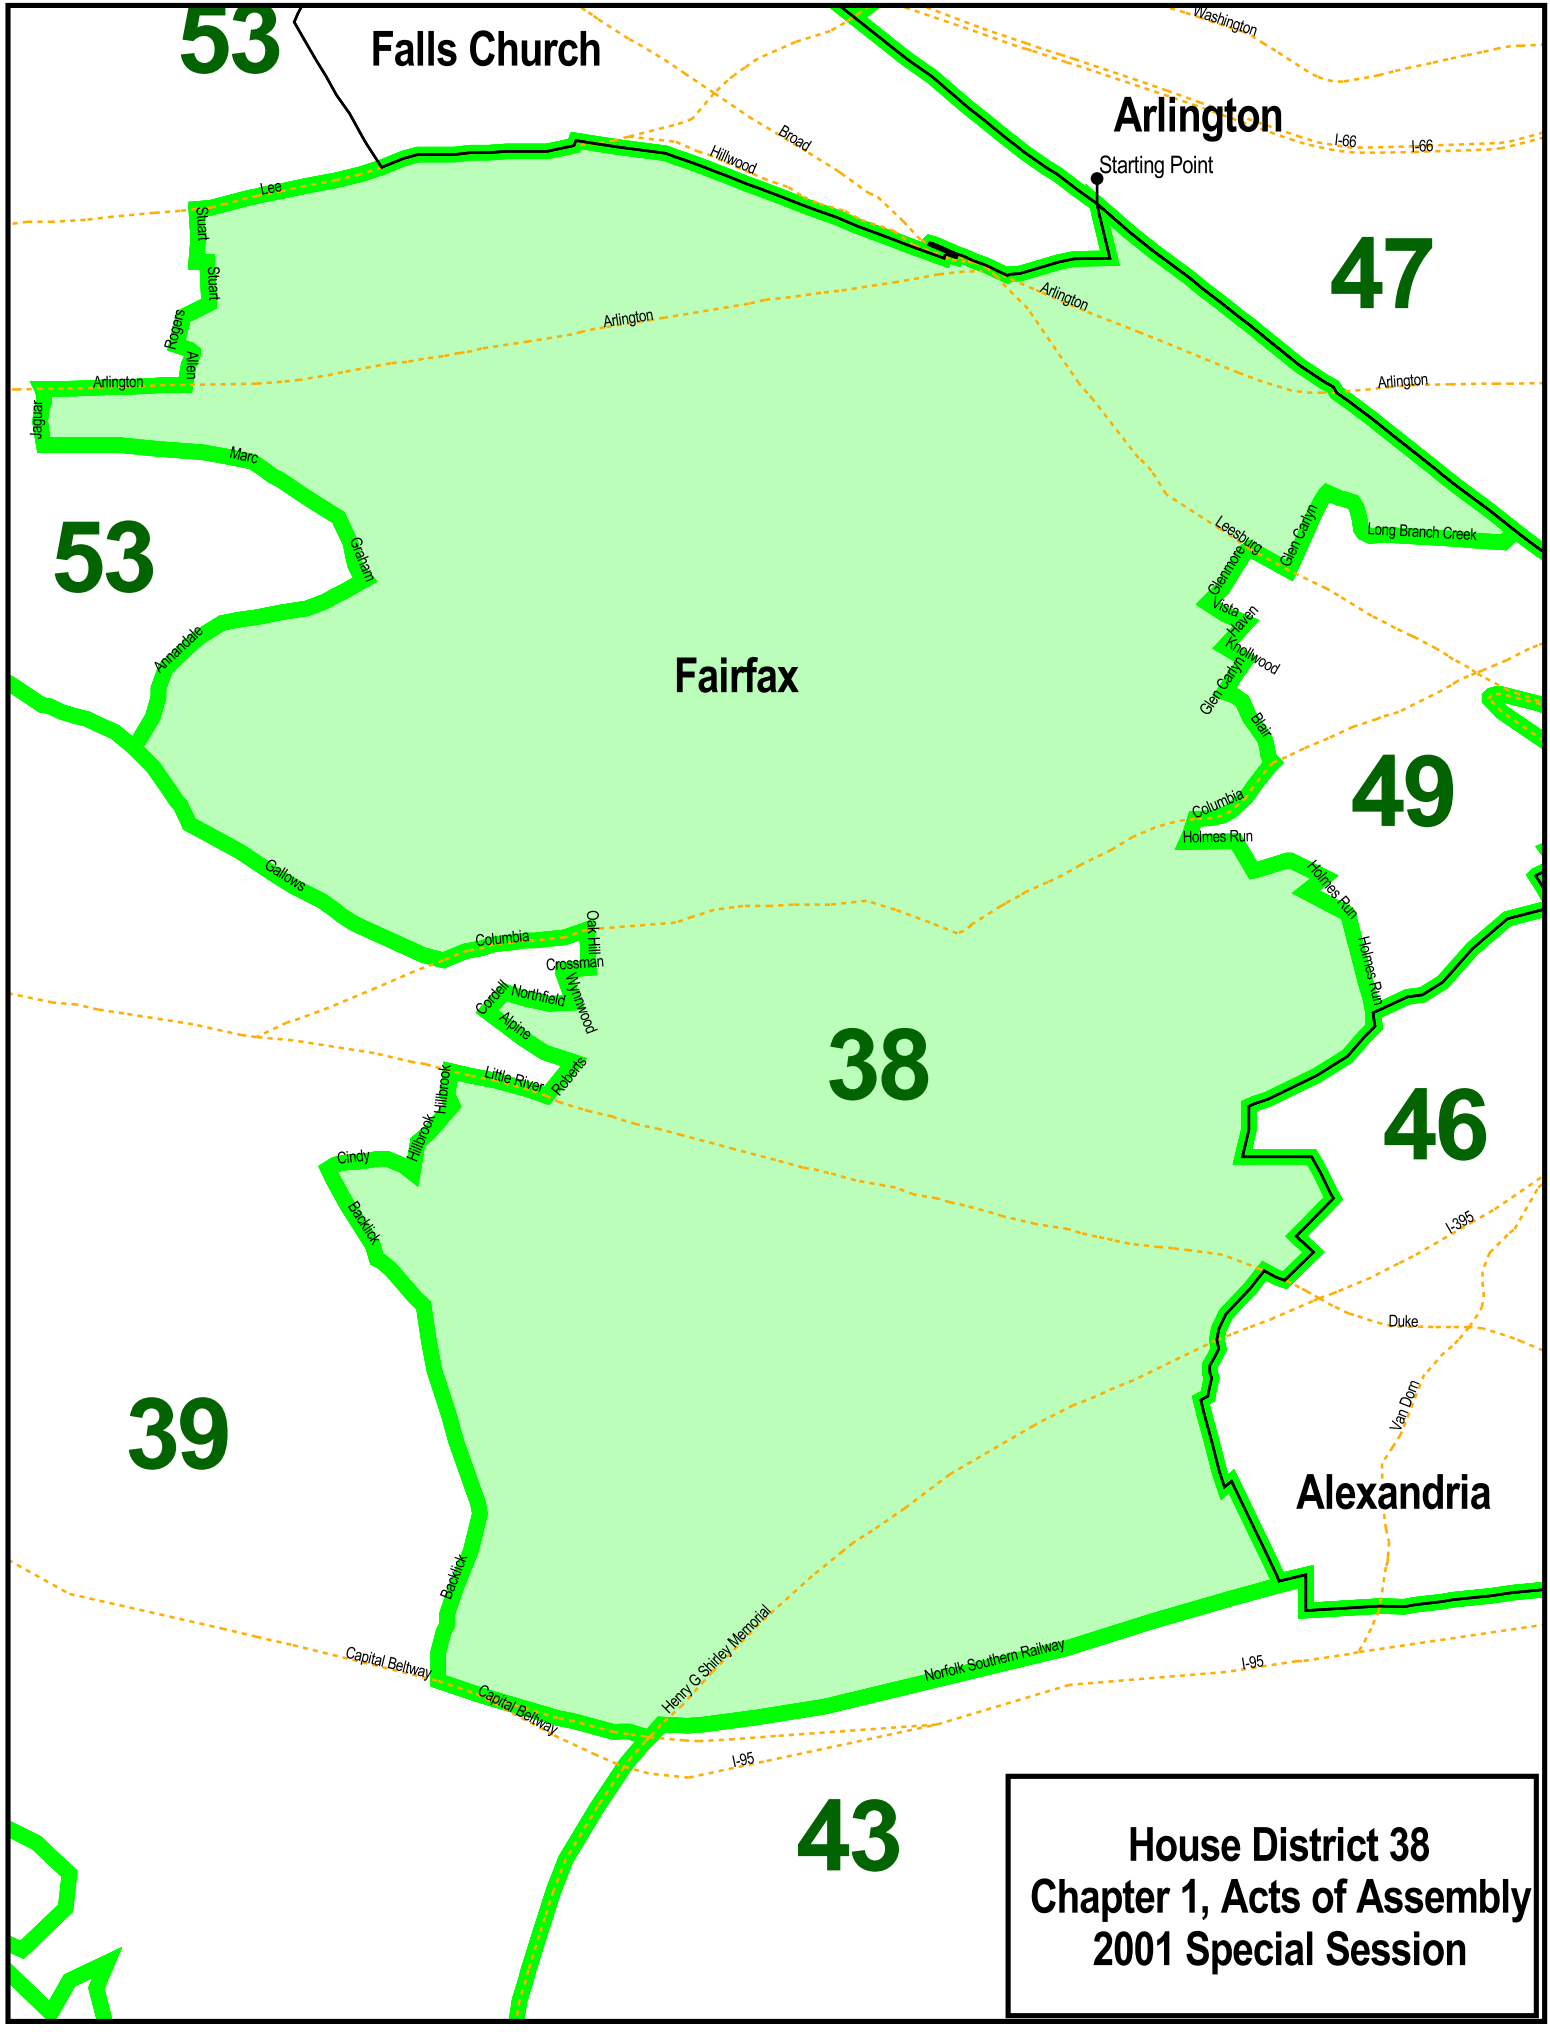 53
Falls Church
Washington
Arlington
Broad
I-66
I-66
Hillwood
Starting Point
Lee
Stuart
47
Stuart
Arlington
Rogers
Arlington
Allen
Arlington
Arlington
Jaguar
Marc
53
Graham
Leesburg
Glen Carlyn
Long Branch Creek
Glenmore
Vista
Haven
Annandale
Knollwood
Fairfax
Glen Carlyn
Blair
49
Columbia
Holmes Run
Gallows
Holmes Run
Oak Hill
Columbia
Crossman
Holmes Run
Cordell
Northfield
Wynnwood
Alpine
38
Little River
Roberts
Hillbrook
46
Hillbrook
Cindy
Backlick
I-395
Duke
39
Van Dorn
Alexandria
Backlick
Henry G Shirley Memorial
Capital Beltway
Norfolk Southern Railway
I-95
Capital Beltway
I-95
43
House District 38
Chapter 1, Acts of Assembly
2001 Special Session